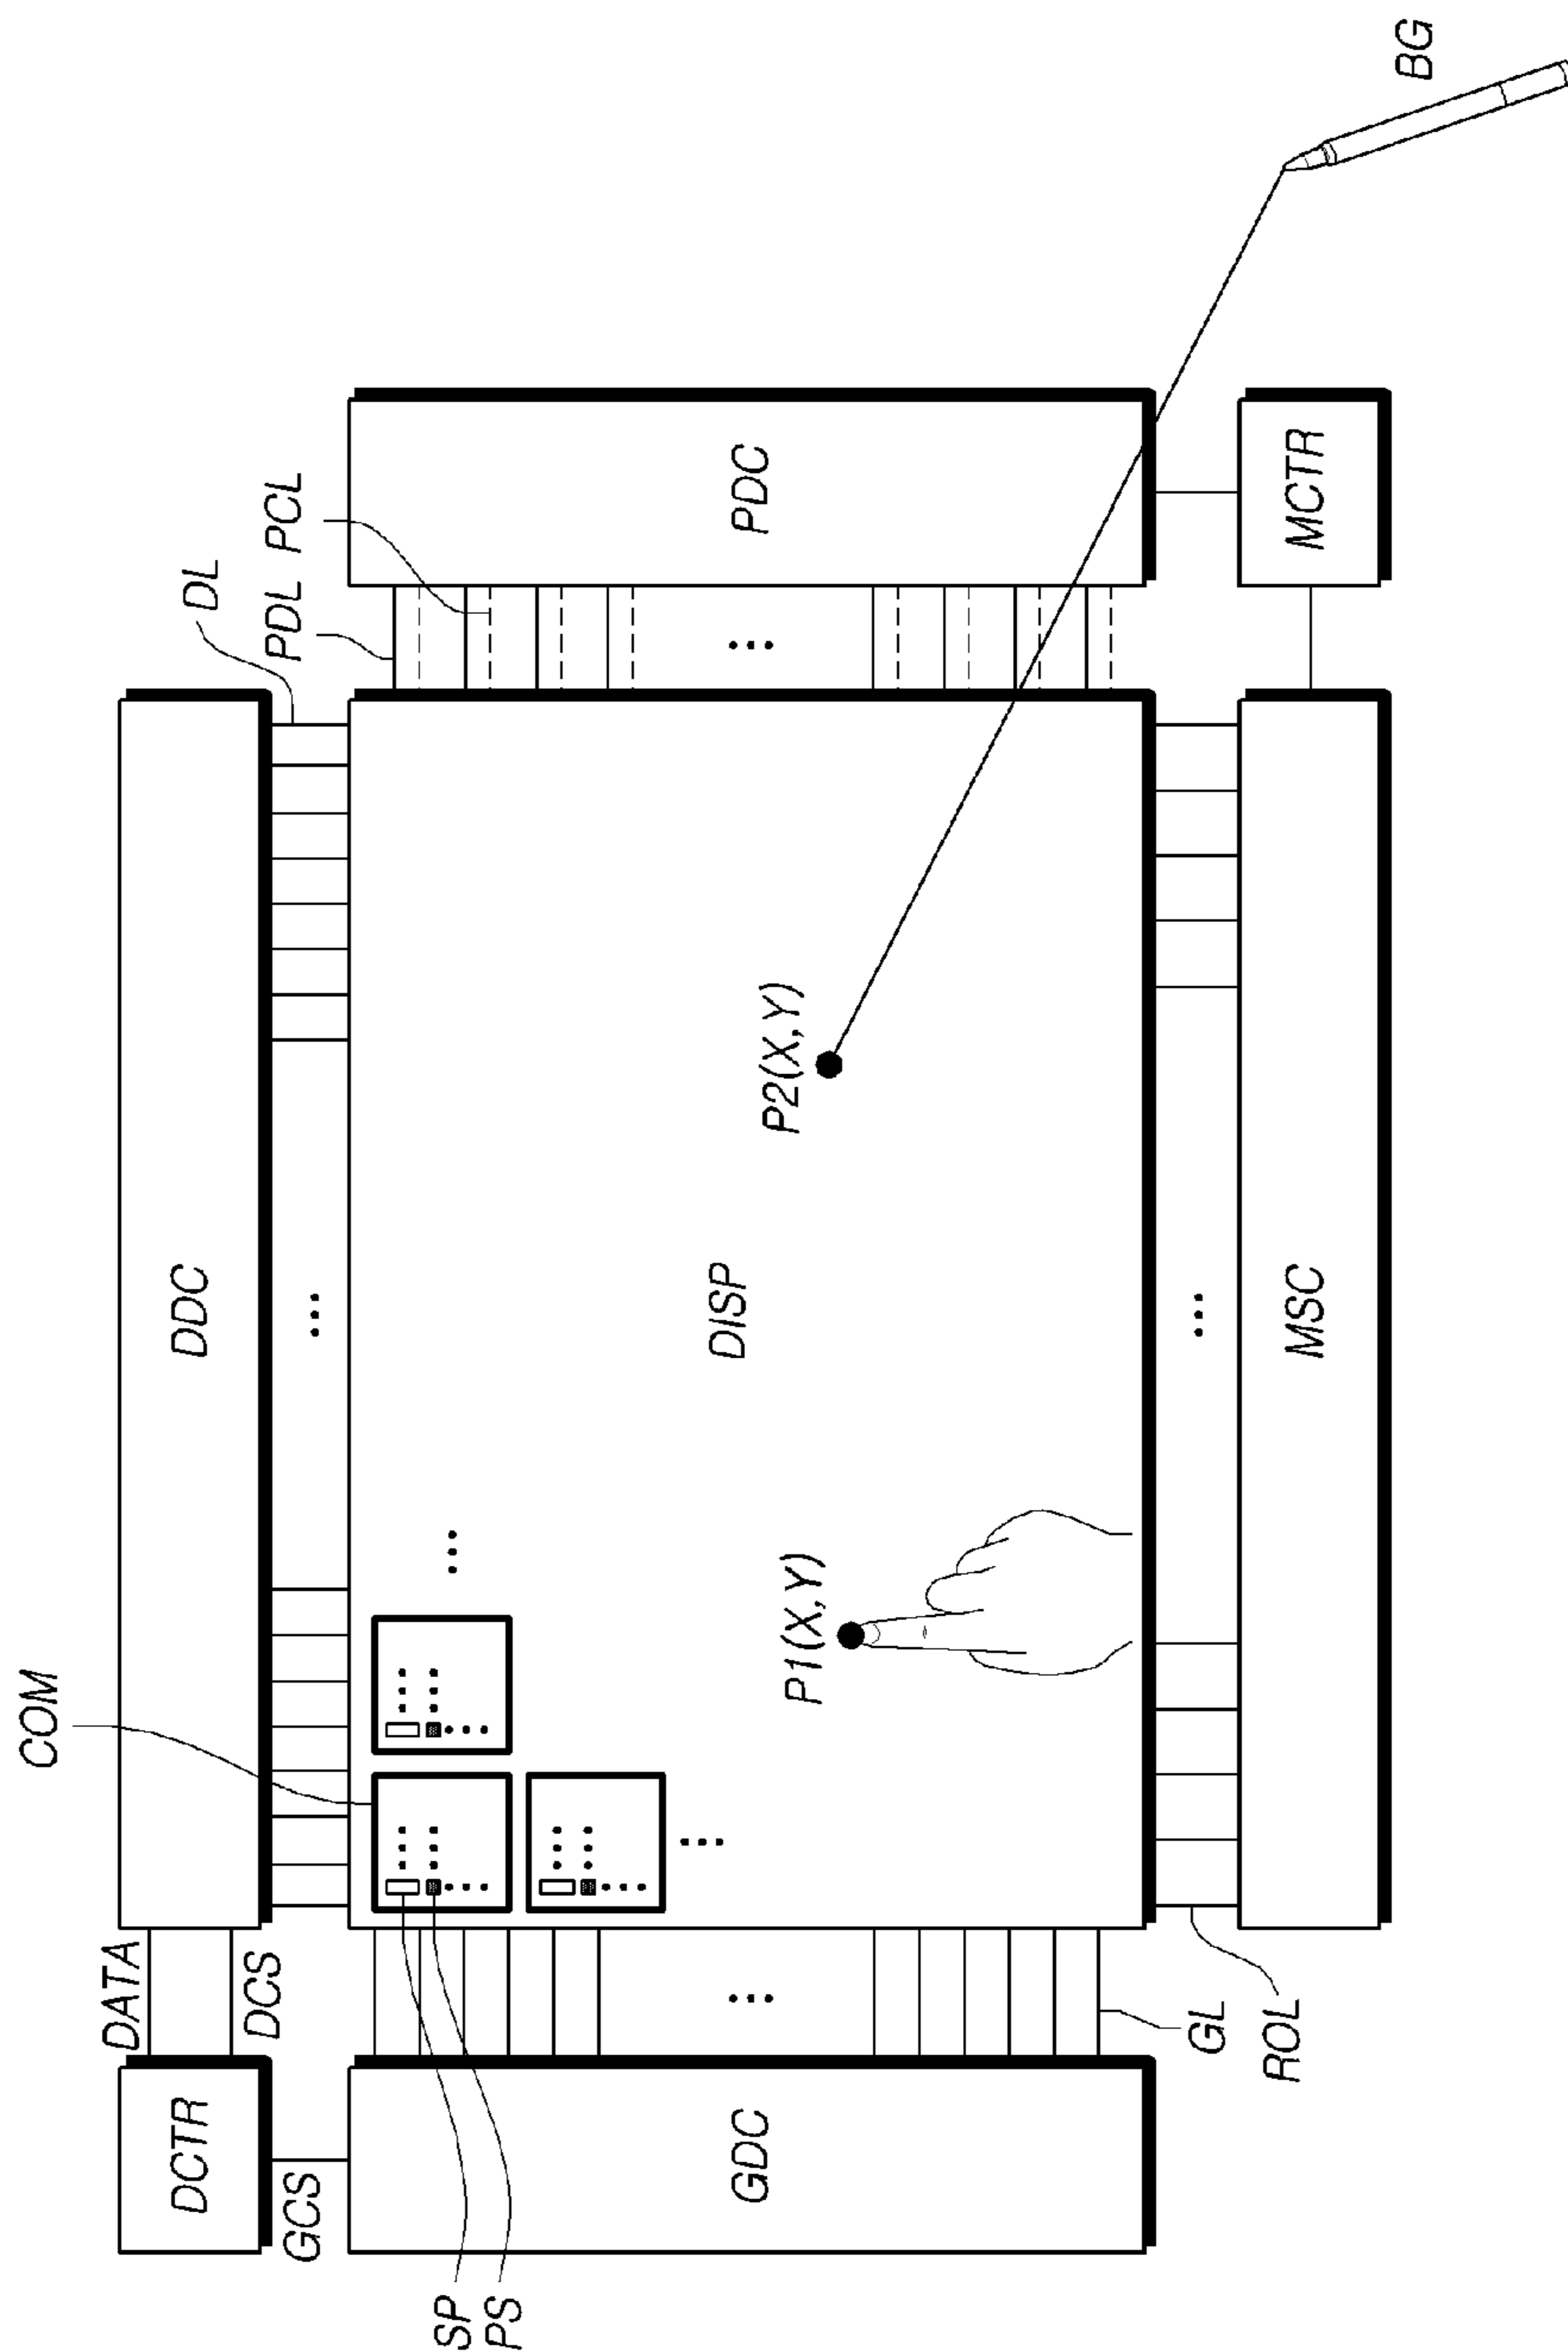 COM
DATA
DCTR
DDC
DCS
DL
GCS
PDL
PCL
SP
PS
GDC
DISP
P1(X,Y)
P2(X,Y)
PDC
GL
ROL
MSC
MCTR
BG